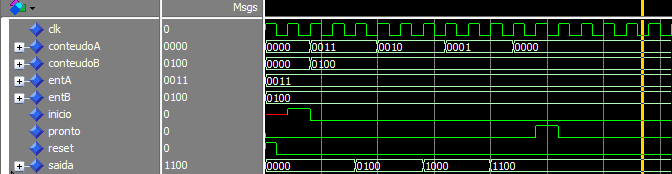 Msgs
clk 0
conteudoA 0000 0000 0011 0010 0001 0000
conteudoB 0100 0000 0100
entA 0011 0011
entB 0100 0100
inicio 0
pronto 0
reset 0
saida 1100 0000 0100 1000 1100